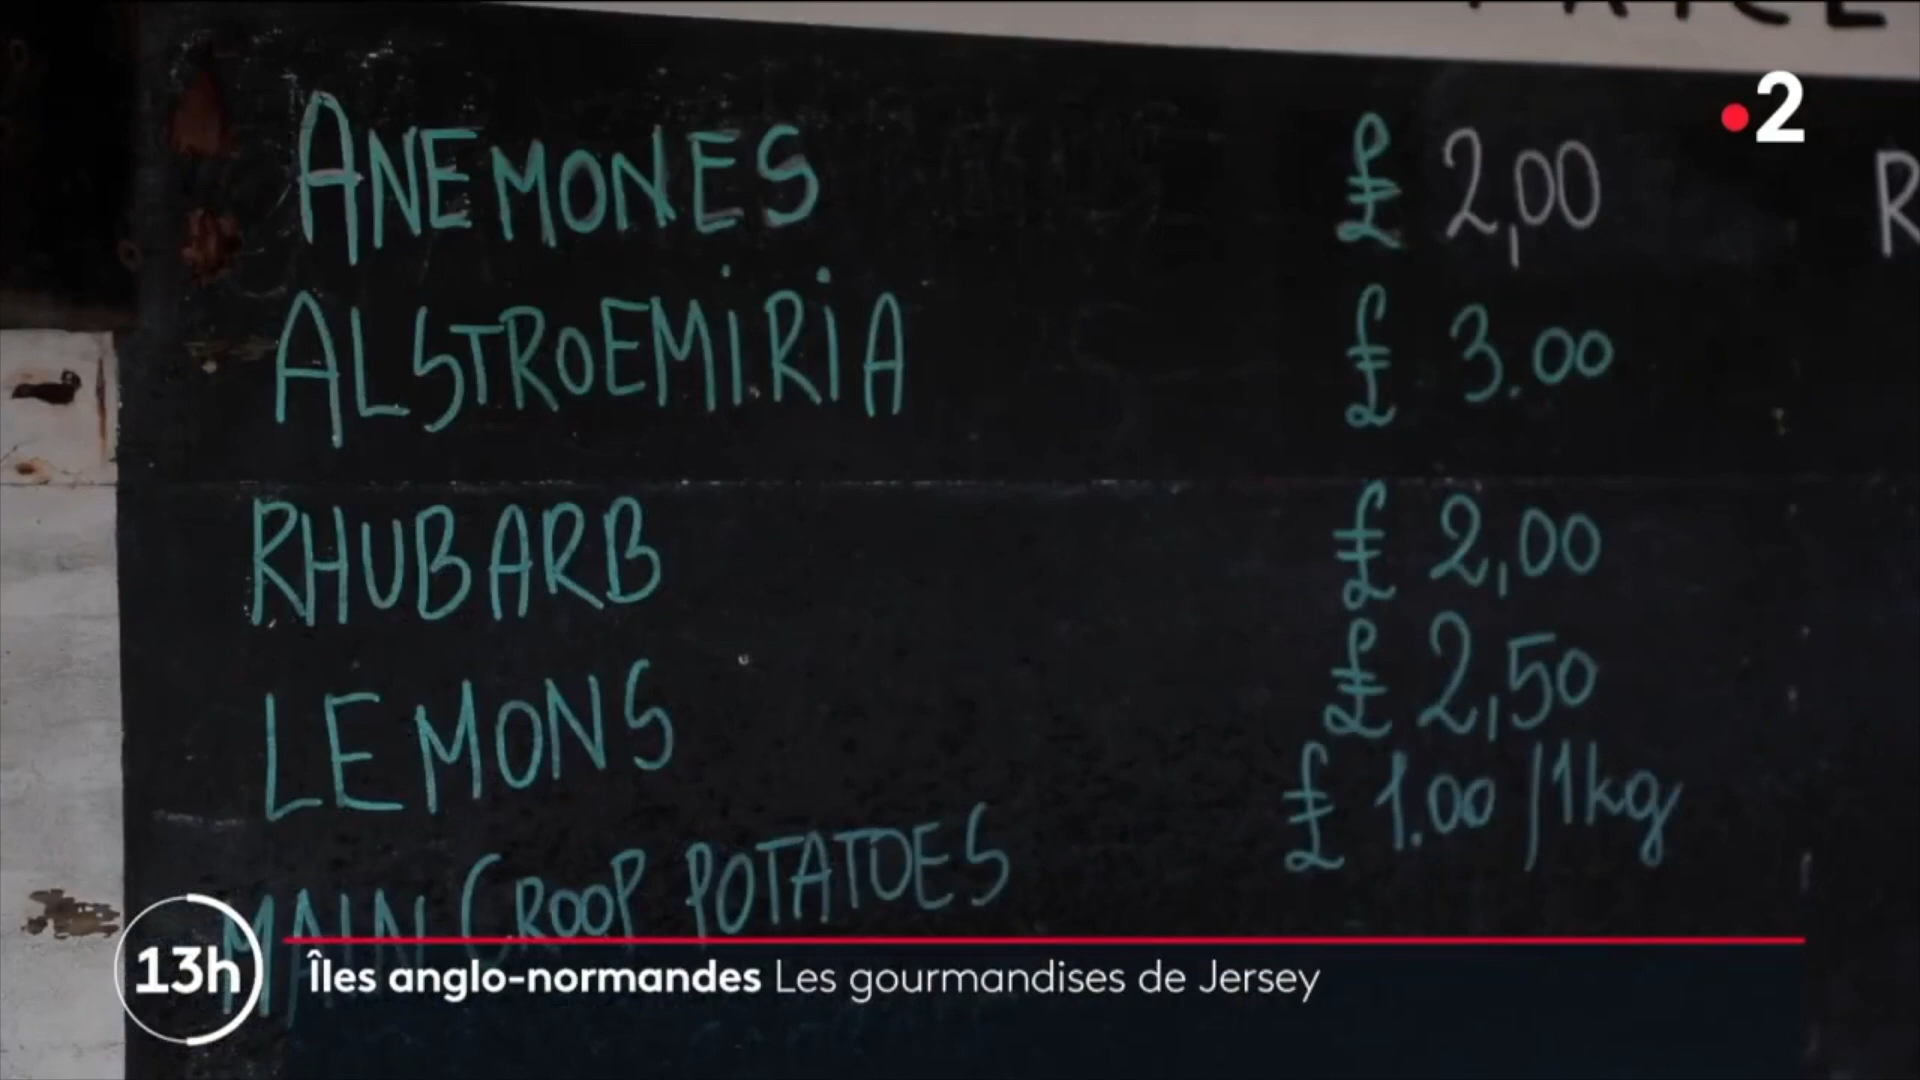 2
ANEMONES £ 2,00
ALSTROEMIRIA £ 3.00
RHUBARB £ 2,00
LEMONS £ 2,50
MAIN CROOP POTATOES £ 1.00/1kg
13h
Îles anglo-normandes Les gourmandises de Jersey